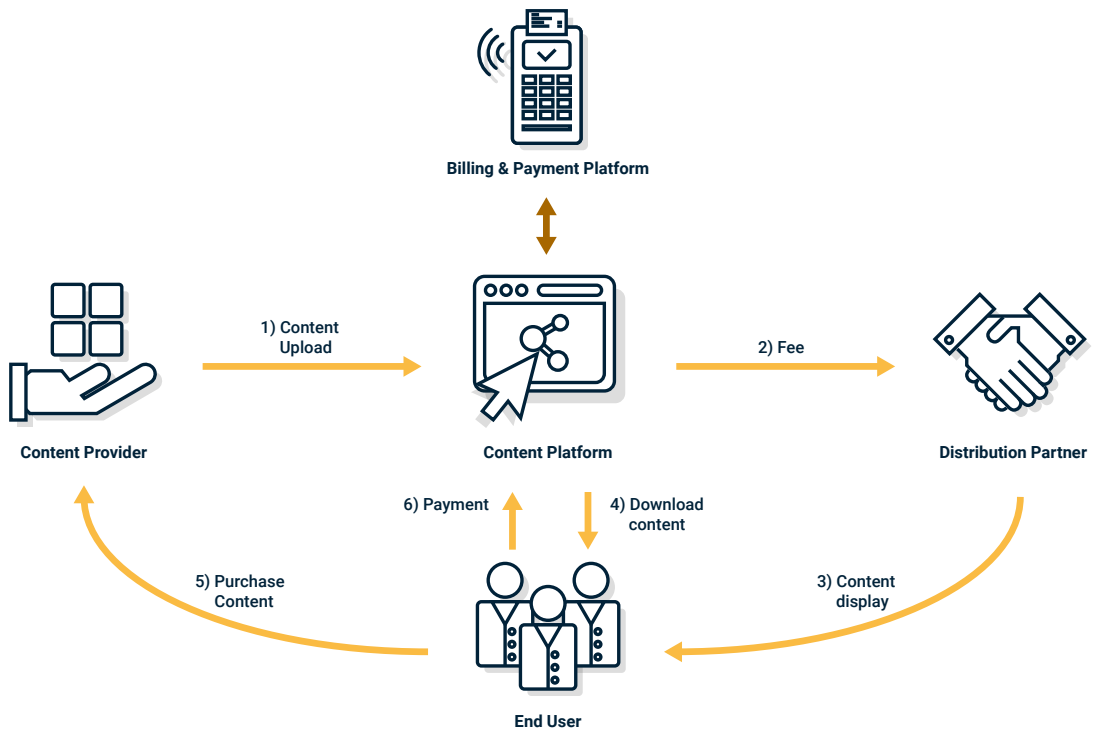 Billing & Payment Platform
1) Content
Upload
2) Fee
Content Provider
Content Platform
Distribution Partner
6) Payment
4) Download
content
5) Purchase
Content
3) Content
display
End User